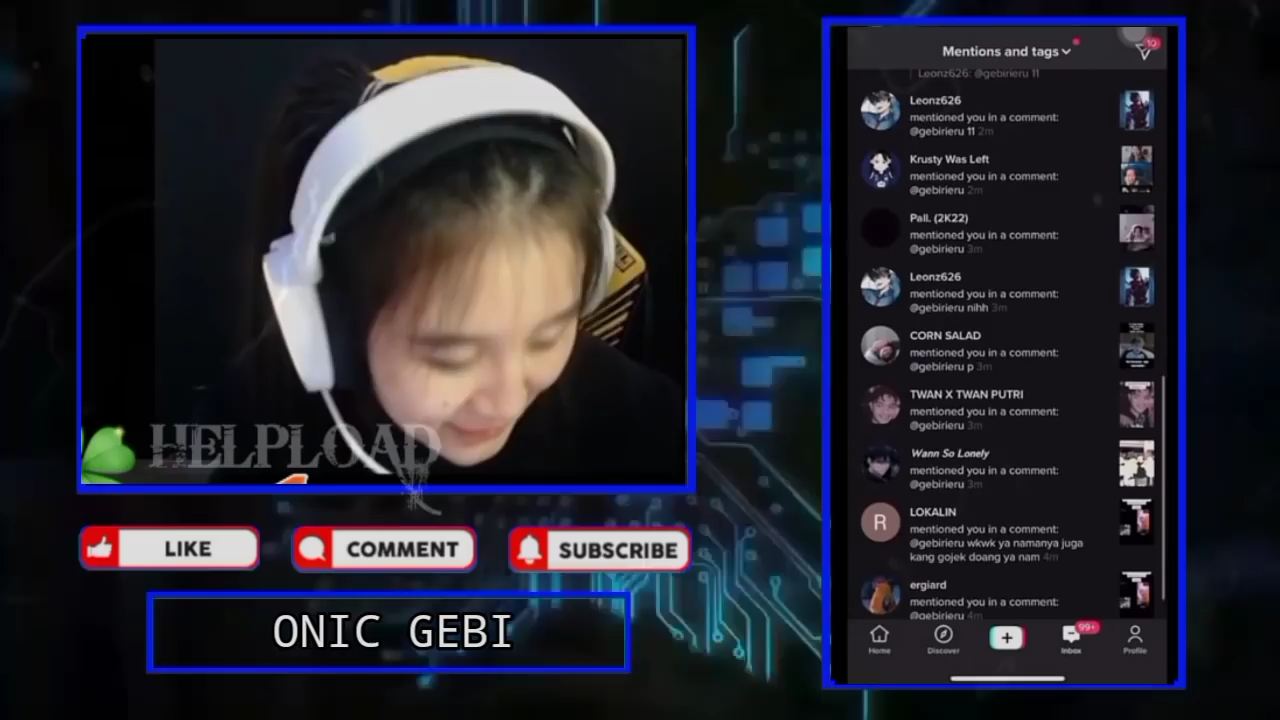 HELPLOAD
LIKE
COMMENT
SUBSCRIBE
ONIC GEBI
Mentions and tags
10
Leonz626: @gebirieru 11
Leonz626
mentioned you in a comment:
@gebirieru 11 2m
Krusty Was Left
mentioned you in a comment:
@gebirieru 2m
Pall. (2K22)
mentioned you in a comment:
@gebirieru 3m
Leonz626
mentioned you in a comment:
@gebirieru nihh 3m
CORN SALAD
mentioned you in a comment:
@gebirieru p 3m
TWAN X TWAN PUTRI
mentioned you in a comment:
@gebirieru 3m
Wann So Lonely
mentioned you in a comment:
@gebirieru 3m
R
LOKALIN
mentioned you in a comment:
@gebirieru wkwk ya namanya juga
kang gojek doang ya nam 4m
ergiard
mentioned you in a comment:
@gebirieru 4m
99+
Home
Discover
Inbox
Profile